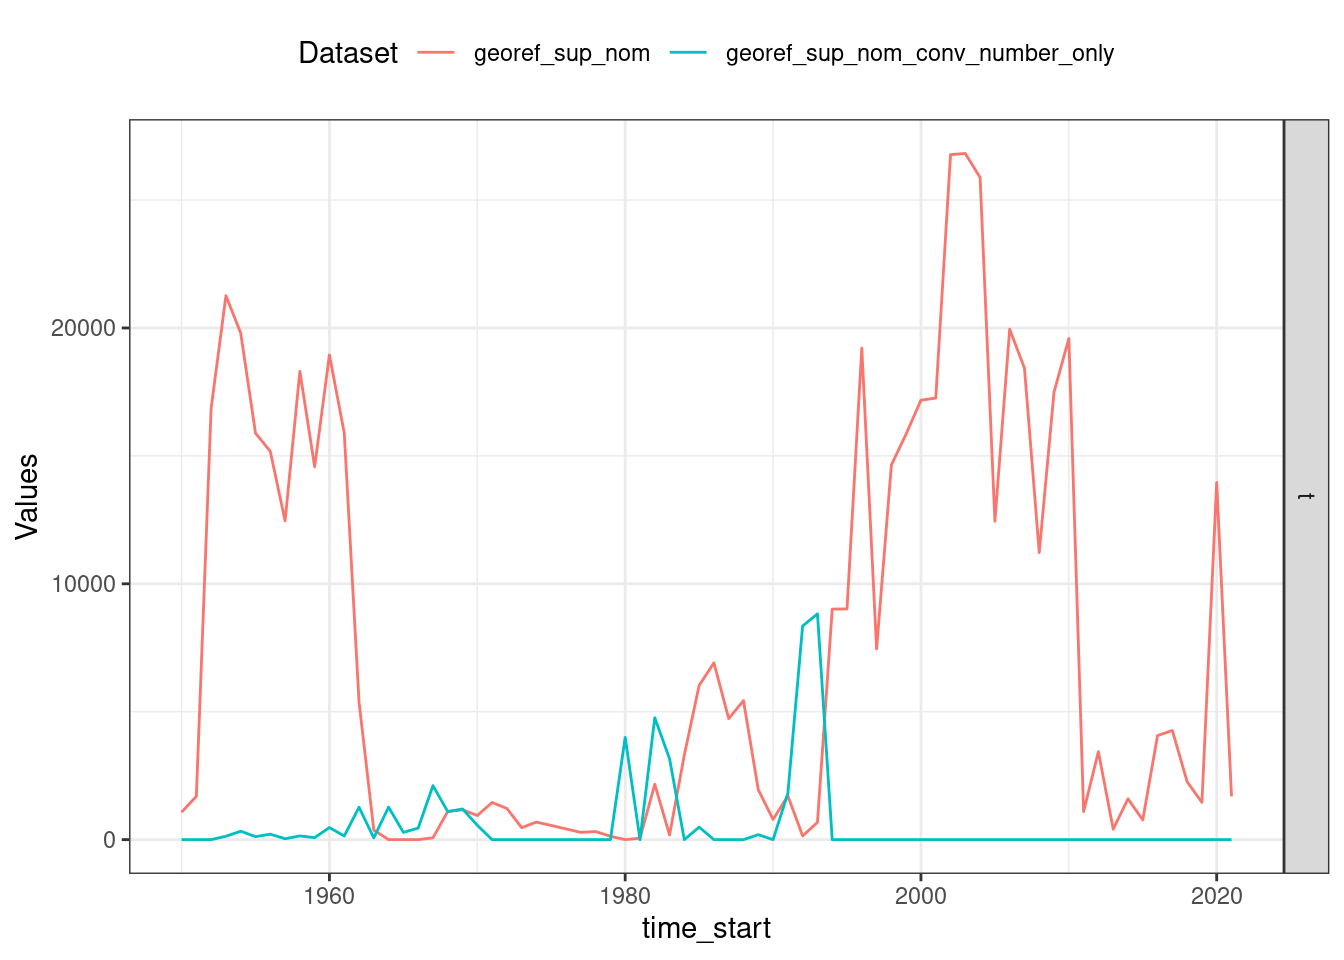 Dataset georef_sup_nom georef_sup_nom_conv_number_only
20000
10000
0
Values
t
1960 1980 2000 2020
time_start